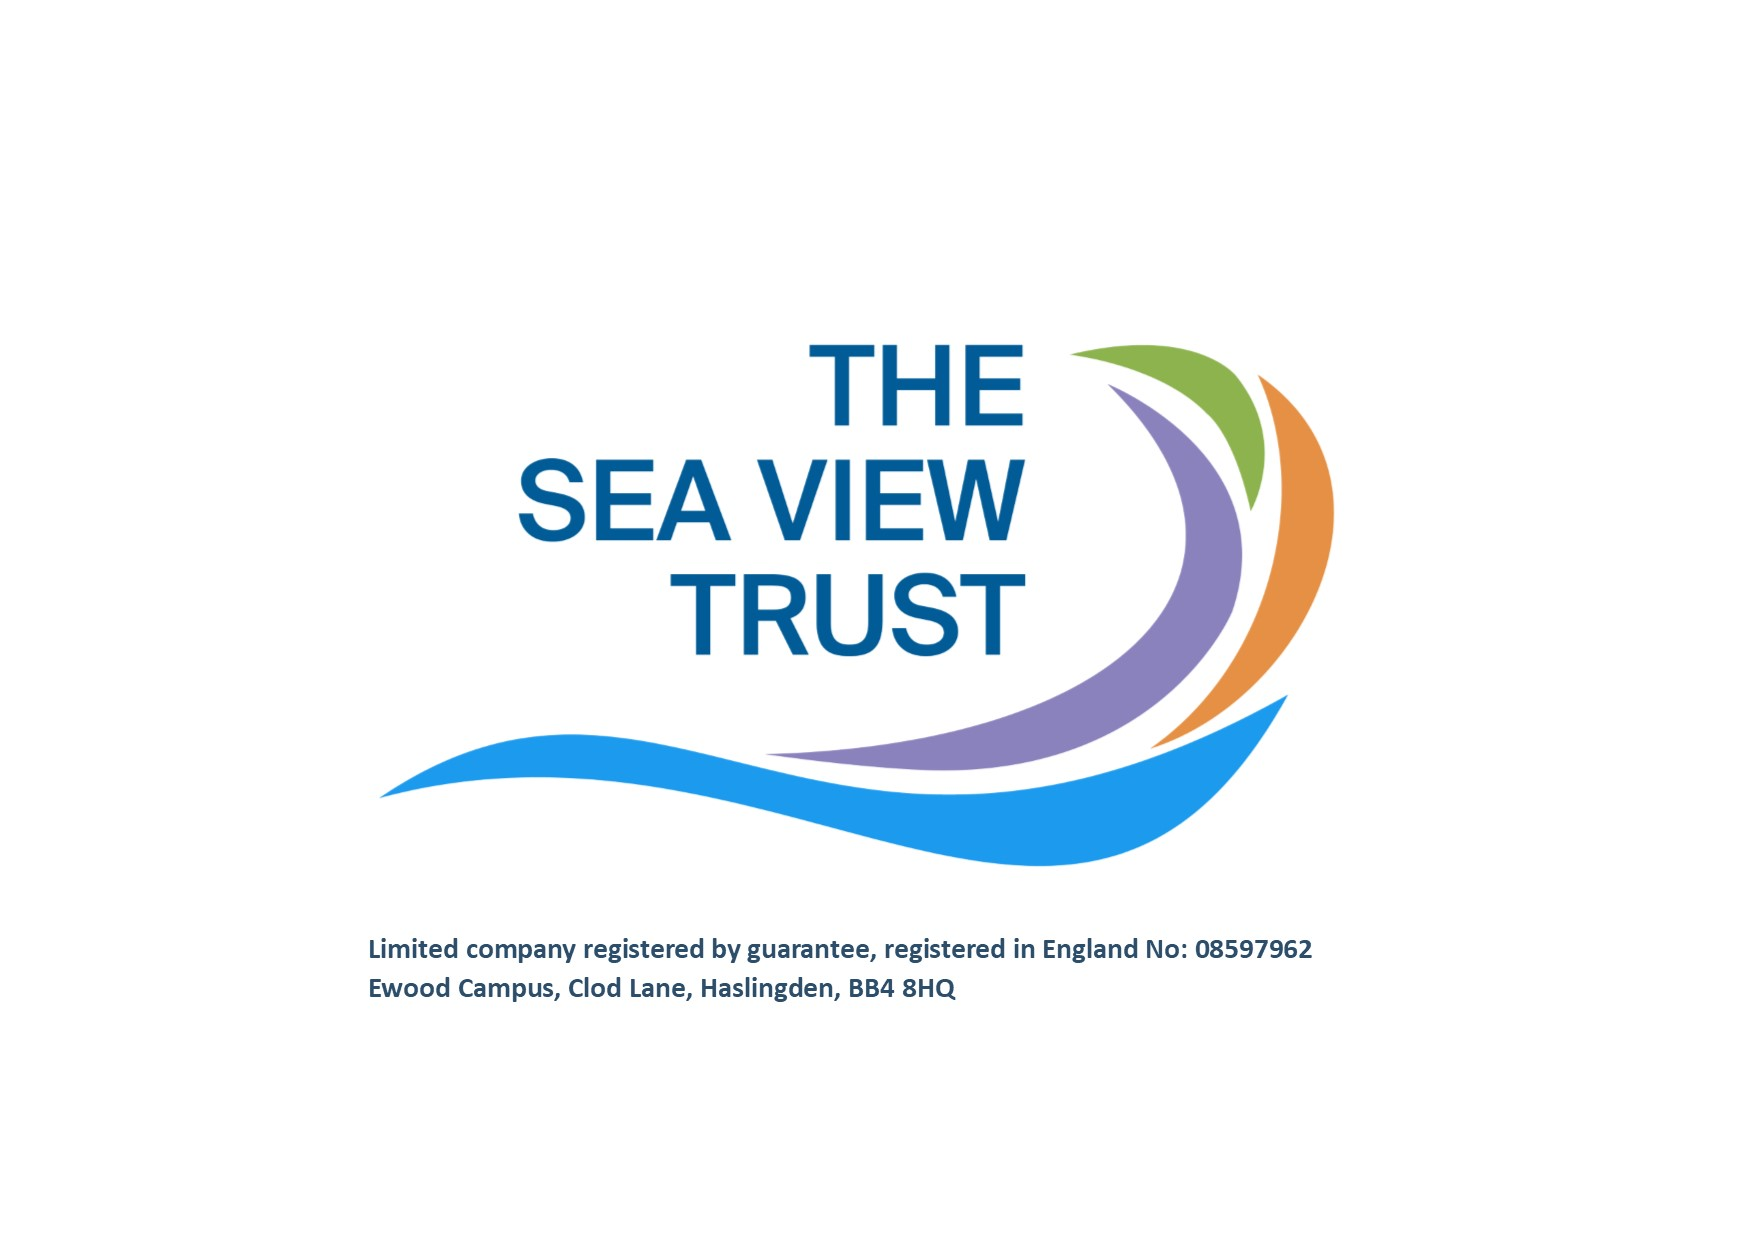 THE
SEA VIEW
TRUST
Limited company registered by guarantee, registered in England No: 08597962
Ewood Campus, Clod Lane, Haslingden, BB4 8HQ